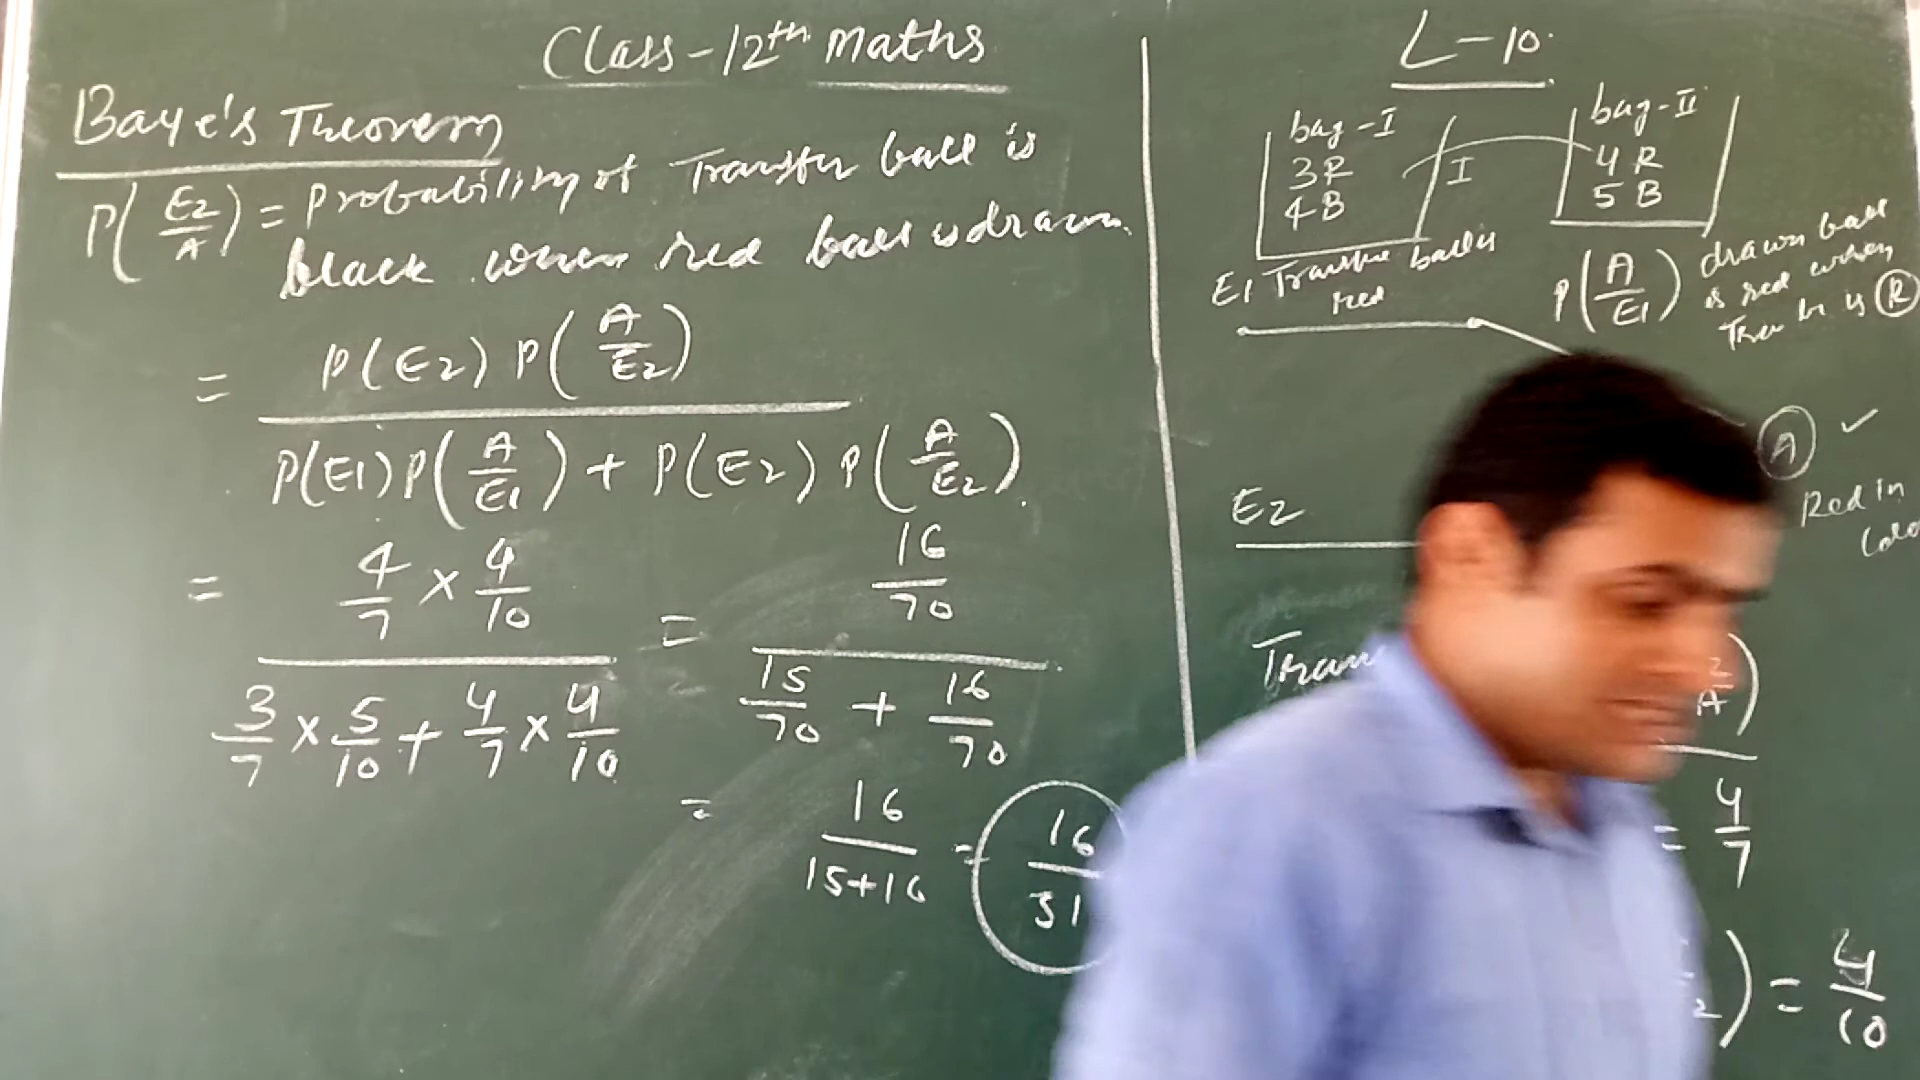 Class-12th Maths
Baye's Theorem
P(E2/A) = Probability of Transfer ball is
black when red ball is drawn.
= P(E2) P(A/E2)
P(E1) P(A/E1) + P(E2) P(A/E2).
= 4/7 × 4/10 = 16/70
3/7 × 5/10 + 4/7 × 4/10
15/70 + 16/70
= 16/15+16 = 16/31
L-10.
bag-I
3R
4B
I
bag-II
4R
5B
E1 Transfer ball is
red
P(A/E1) drawn ball
is red when
is R
A ✓
Red in
E2
2/A)
= 4/7
2) = 4/10